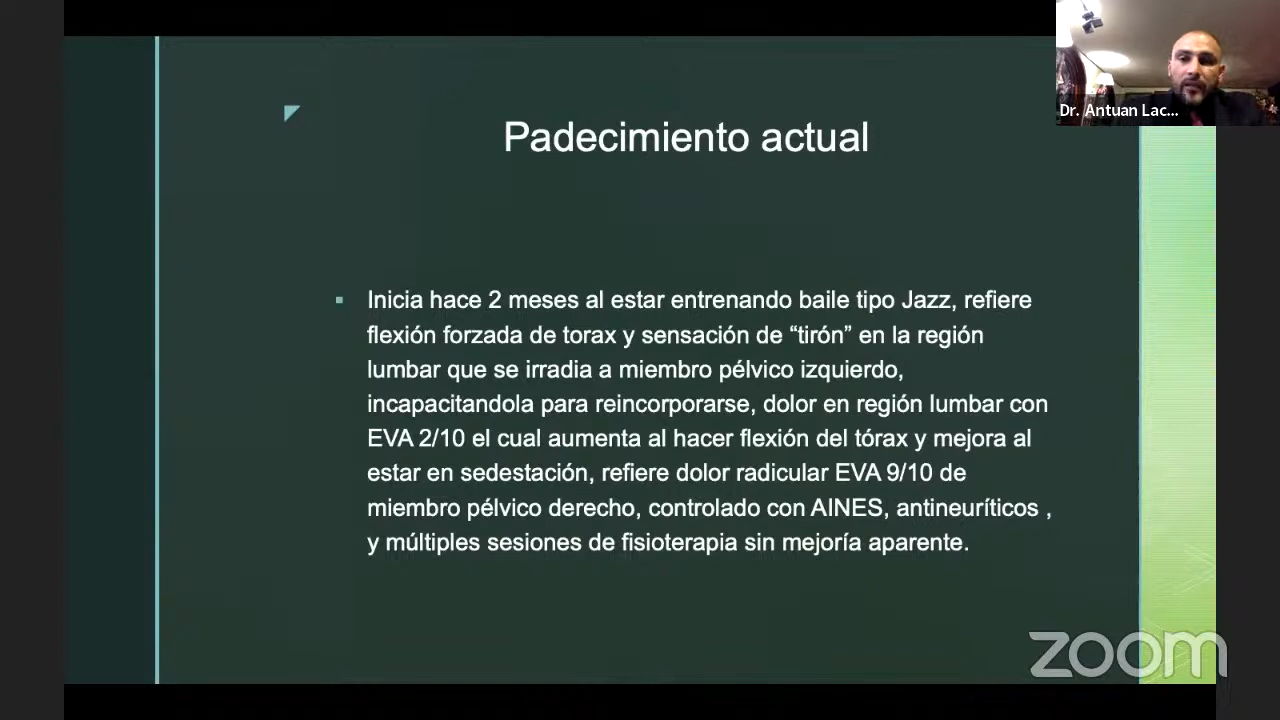 Dr. Antuan Lac...
Padecimiento actual
Inicia hace 2 meses al estar entrenando baile tipo Jazz, refiere
flexión forzada de torax y sensación de “tirón” en la región
lumbar que se irradia a miembro pélvico izquierdo,
incapacitandola para reincorporarse, dolor en región lumbar con
EVA 2/10 el cual aumenta al hacer flexión del tórax y mejora al
estar en sedestación, refiere dolor radicular EVA 9/10 de
miembro pélvico derecho, controlado con AINES, antineuríticos ,
y múltiples sesiones de fisioterapia sin mejoría aparente.
zoom